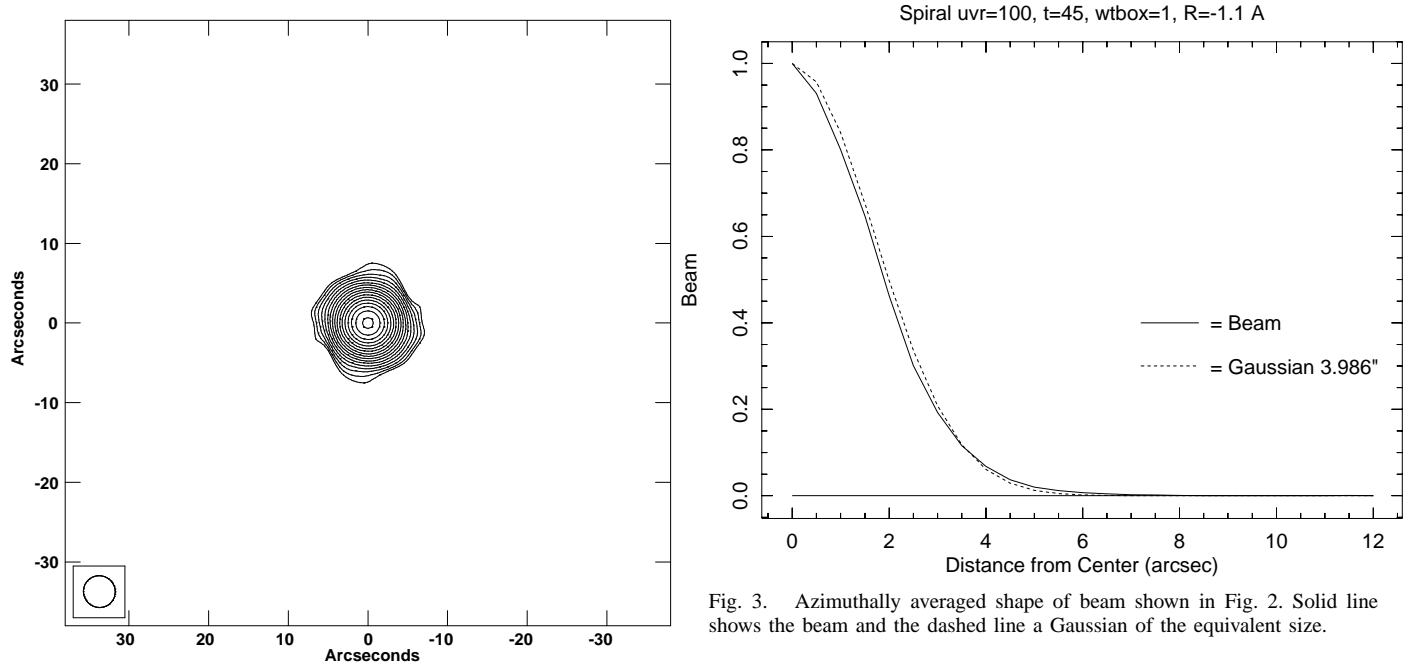 30
20
10
0
-10
-20
-30
Arcseconds
30 20 10 0 -10 -20 -30
Arcseconds
Spiral uvr=100, t=45, wtbox=1, R=-1.1 A
1.0
0.8
0.6
0.4
0.2
0.0
Beam
= Beam
= Gaussian 3.986"
0 2 4 6 8 10 12
Distance from Center (arcsec)
Fig. 3. Azimuthally averaged shape of beam shown in Fig. 2. Solid line
shows the beam and the dashed line a Gaussian of the equivalent size.